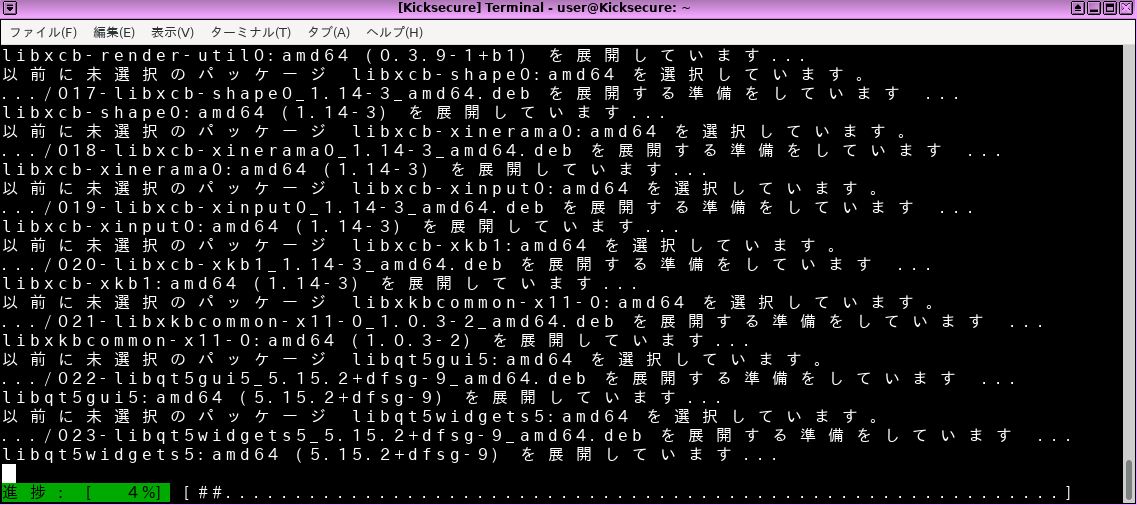 [Kicksecure] Terminal - user@Kicksecure: ~
ファイル(F) 編集(E) 表示(V) ターミナル(T) タブ(A) ヘルプ(H)
libxcb-render-util0:amd64 (0.3.9-1+b1) を展開しています...
以前に未選択のパッケージ libxcb-shape0:amd64 を選択しています。
.../017-libxcb-shape0_1.14-3_amd64.deb を展開する準備をしています ...
libxcb-shape0:amd64 (1.14-3) を展開しています...
以前に未選択のパッケージ libxcb-xinerama0:amd64 を選択しています。
.../018-libxcb-xinerama0_1.14-3_amd64.deb を展開する準備をしています ...
libxcb-xinerama0:amd64 (1.14-3) を展開しています...
以前に未選択のパッケージ libxcb-xinput0:amd64 を選択しています。
.../019-libxcb-xinput0_1.14-3_amd64.deb を展開する準備をしています ...
libxcb-xinput0:amd64 (1.14-3) を展開しています...
以前に未選択のパッケージ libxcb-xkb1:amd64 を選択しています。
.../020-libxcb-xkb1_1.14-3_amd64.deb を展開する準備をしています ...
libxcb-xkb1:amd64 (1.14-3) を展開しています...
以前に未選択のパッケージ libxkbcommon-x11-0:amd64 を選択しています。
.../021-libxkbcommon-x11-0_1.0.3-2_amd64.deb を展開する準備をしています ...
libxkbcommon-x11-0:amd64 (1.0.3-2) を展開しています...
以前に未選択のパッケージ libqt5gui5:amd64 を選択しています。
.../022-libqt5gui5_5.15.2+dfsg-9_amd64.deb を展開する準備をしています ...
libqt5gui5:amd64 (5.15.2+dfsg-9) を展開しています...
以前に未選択のパッケージ libqt5widgets5:amd64 を選択しています。
.../023-libqt5widgets5_5.15.2+dfsg-9_amd64.deb を展開する準備をしています ...
libqt5widgets5:amd64 (5.15.2+dfsg-9) を展開しています...
進捗: [ 4%] [##............................................................]